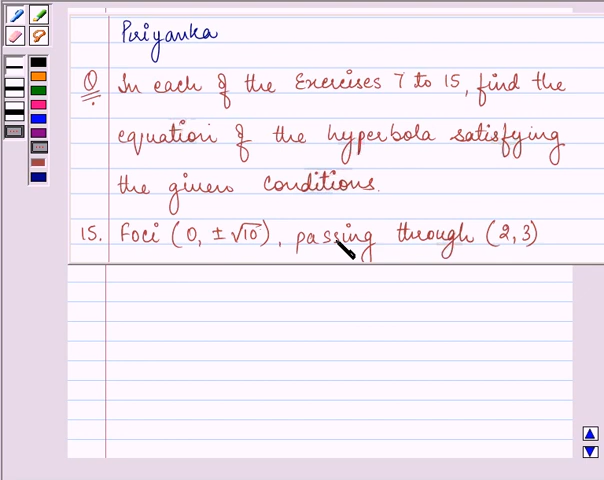 Priyanka
Q. In each of the Exercises 7 to 15, find the
equation of the hyperbola satisfying
the given conditions.
15. Foci (0, ±√10), passing through (2,3)